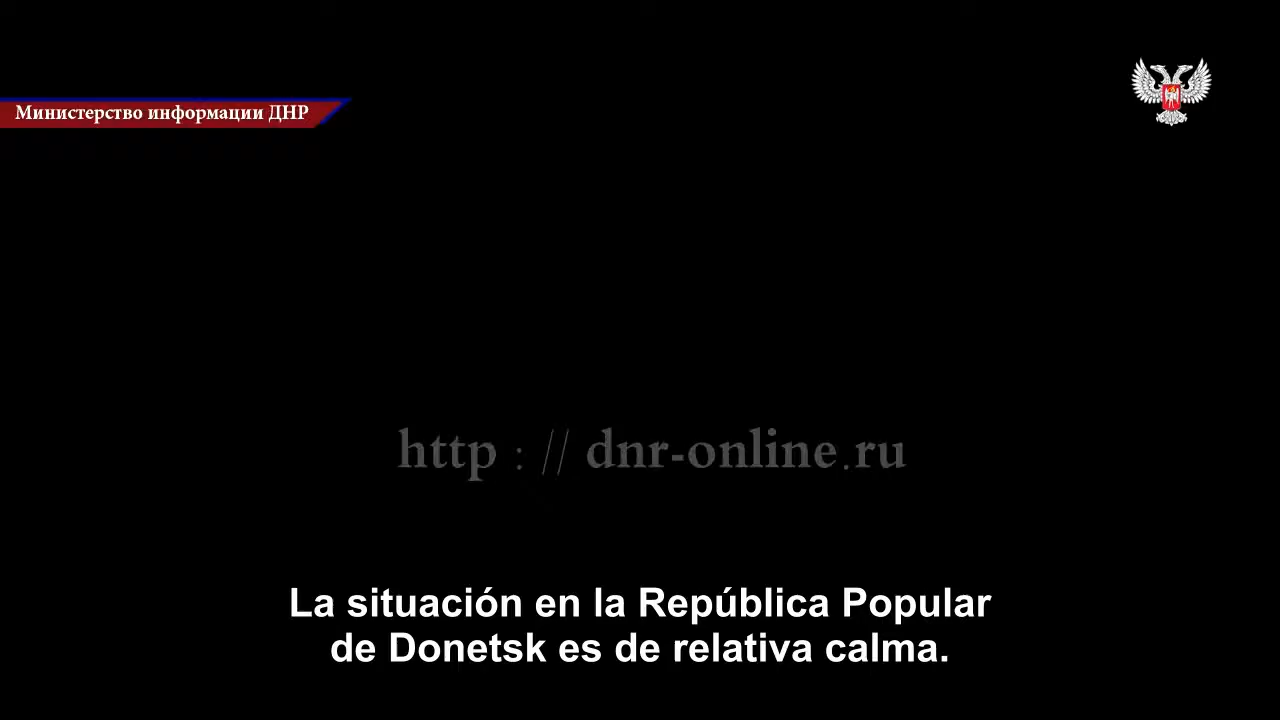 Министерство информации ДНР
http : // dnr-online.ru
La situación en la República Popular
de Donetsk es de relativa calma.